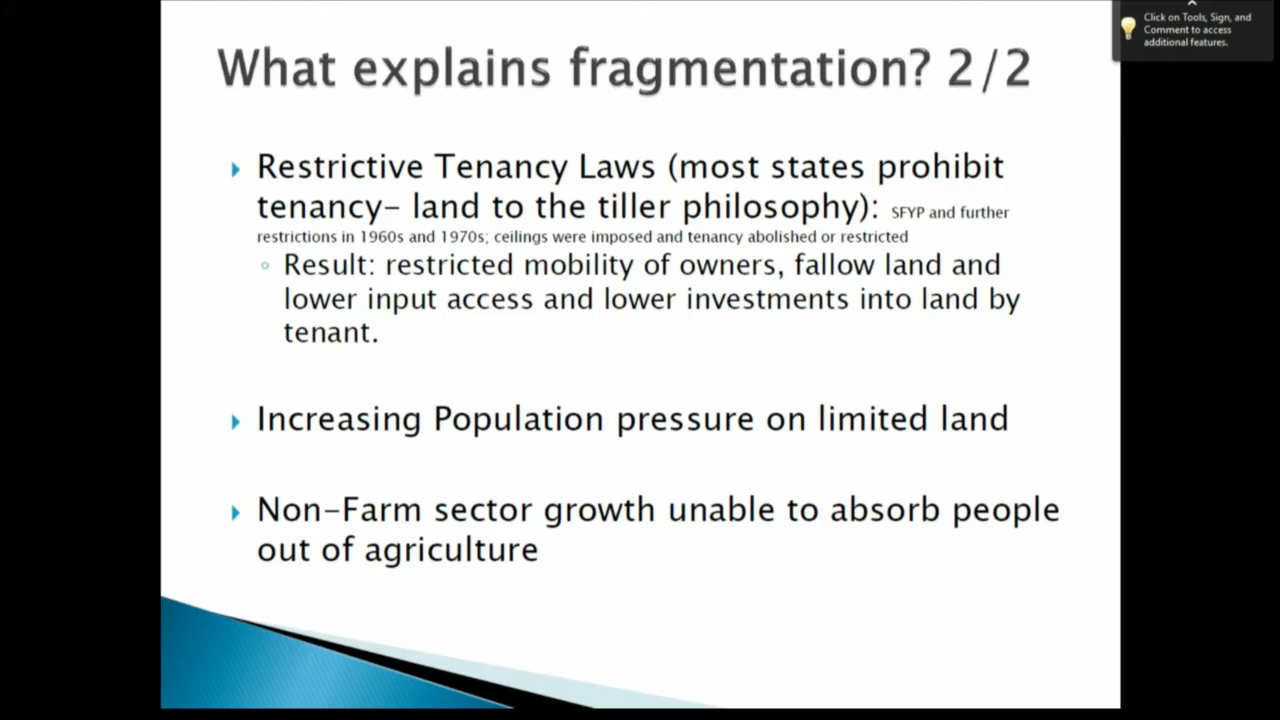 Click on Tools, Sign, and
Comment to access
additional features.
What explains fragmentation? 2/2
Restrictive Tenancy Laws (most states prohibit
tenancy- land to the tiller philosophy): SFYP and further
restrictions in 1960s and 1970s; ceilings were imposed and tenancy abolished or restricted
Result: restricted mobility of owners, fallow land and
lower input access and lower investments into land by
tenant.
Increasing Population pressure on limited land
Non-Farm sector growth unable to absorb people
out of agriculture